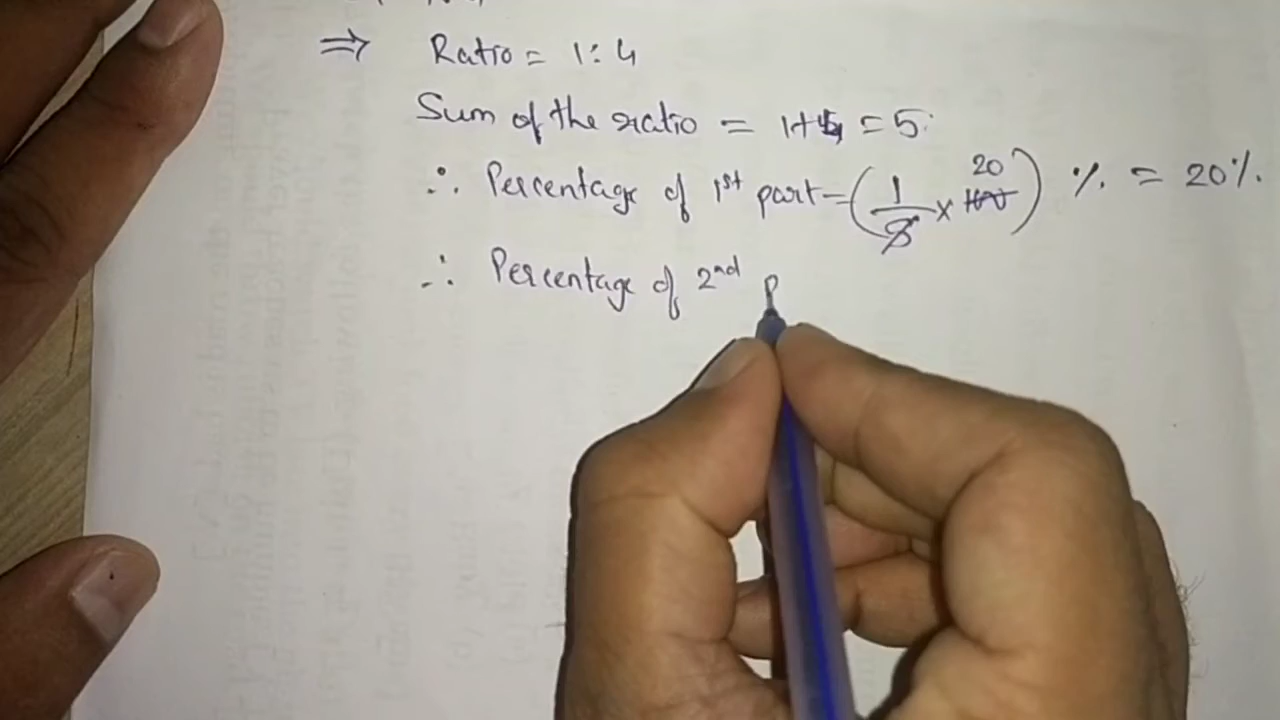 ⇒ Ratio = 1:4
Sum of the ratio = 1+4 = 5.
∴ Percentage of 1st part = (1/5 × 100) 20 % = 20%.
∴ Percentage of 2nd P